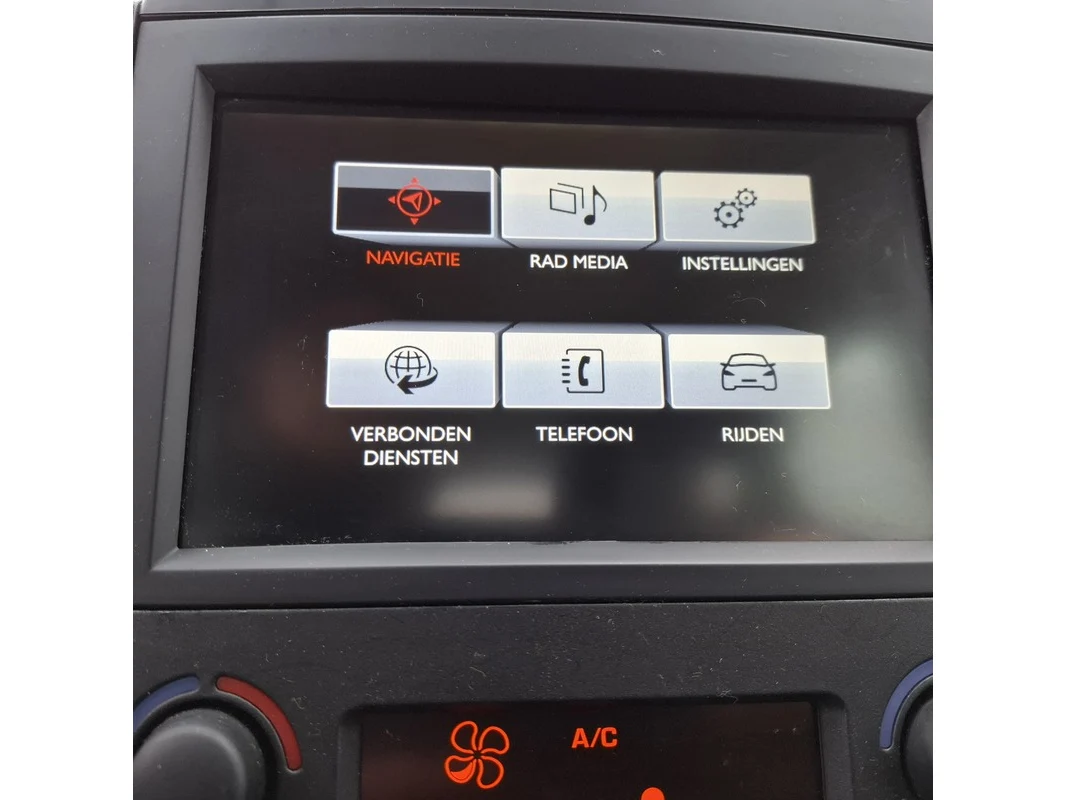 NAVIGATIE
RAD MEDIA
INSTELLINGEN
VERBONDEN
DIENSTEN
TELEFOON
RIJDEN
A/C